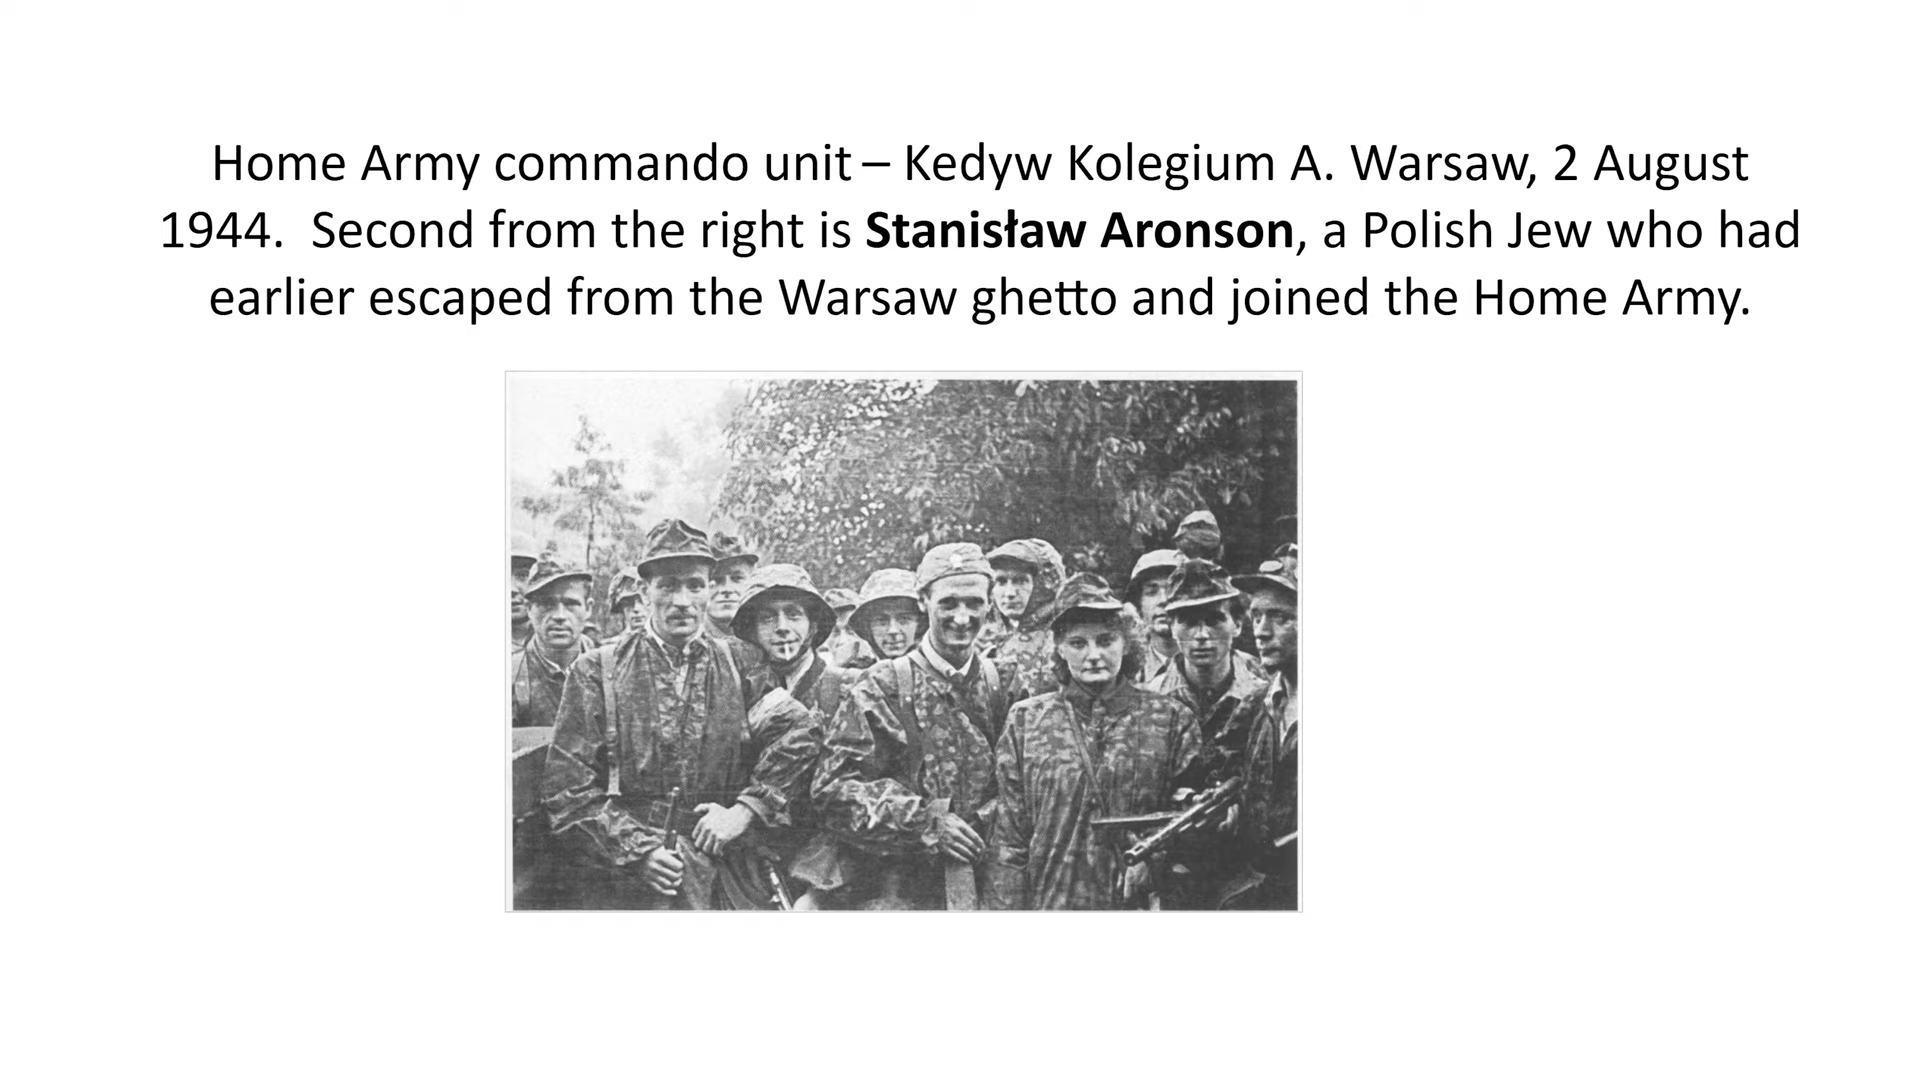 Home Army commando unit – Kedyw Kolegium A. Warsaw, 2 August
1944.  Second from the right is Stanisław Aronson, a Polish Jew who had
earlier escaped from the Warsaw ghetto and joined the Home Army.